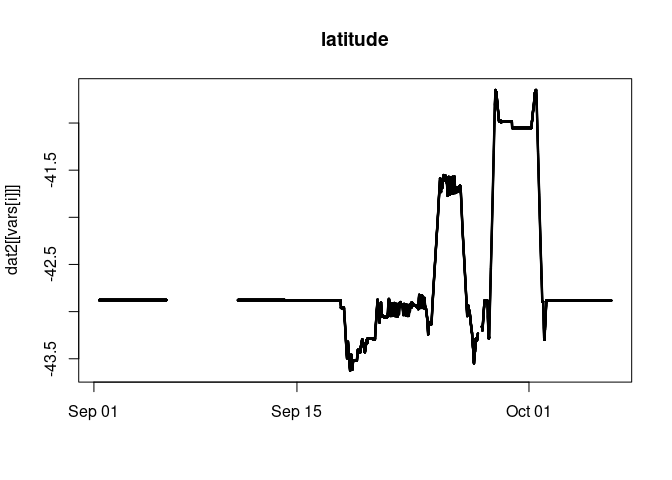 latitude
dat2[[vars[i]]]
-41.5
-42.5
-43.5
Sep 01
Sep 15
Oct 01